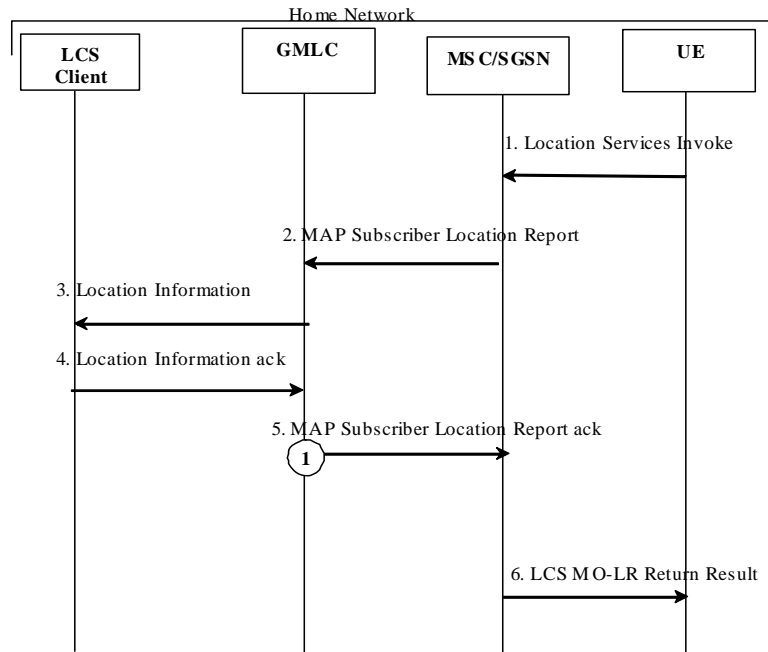 Home Network
LCS
Client
GMLC
MSC/SGSN
UE
1. Location Services Invoke
2. MAP Subscriber Location Report
3. Location Information
4. Location Information ack
5. MAP Subscriber Location Report ack
1
6. LCS MO-LR Return Result